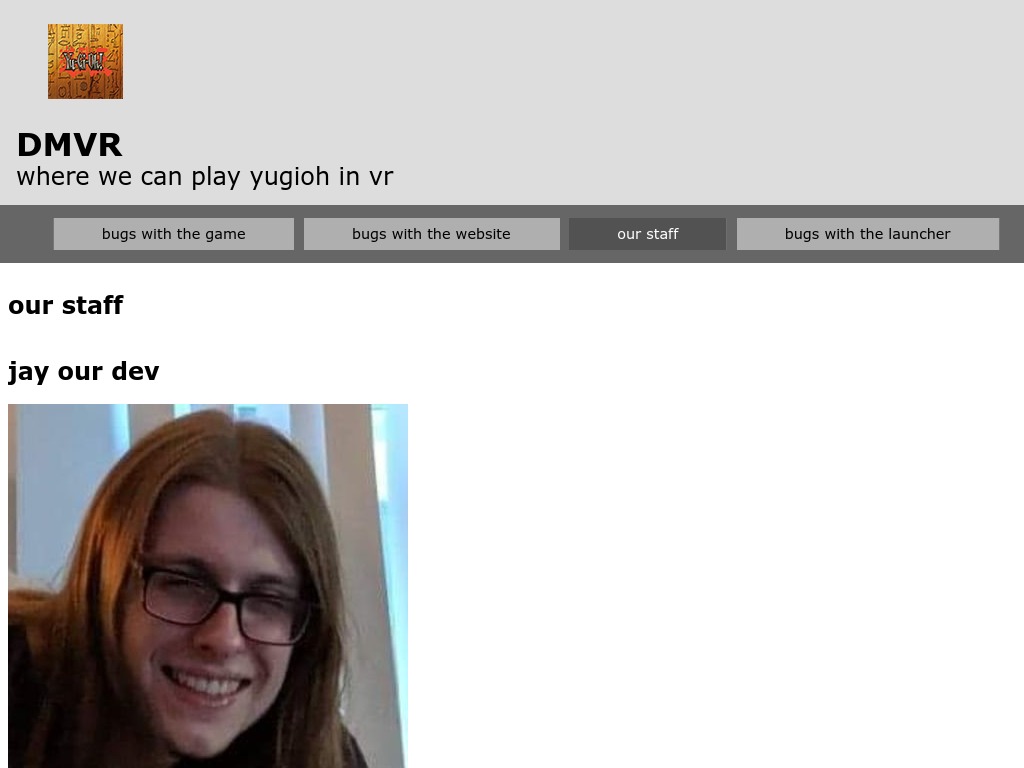 Yu-Gi-Oh!
DMVR
where we can play yugioh in vr
bugs with the game
bugs with the website
our staff
bugs with the launcher
our staff
jay our dev